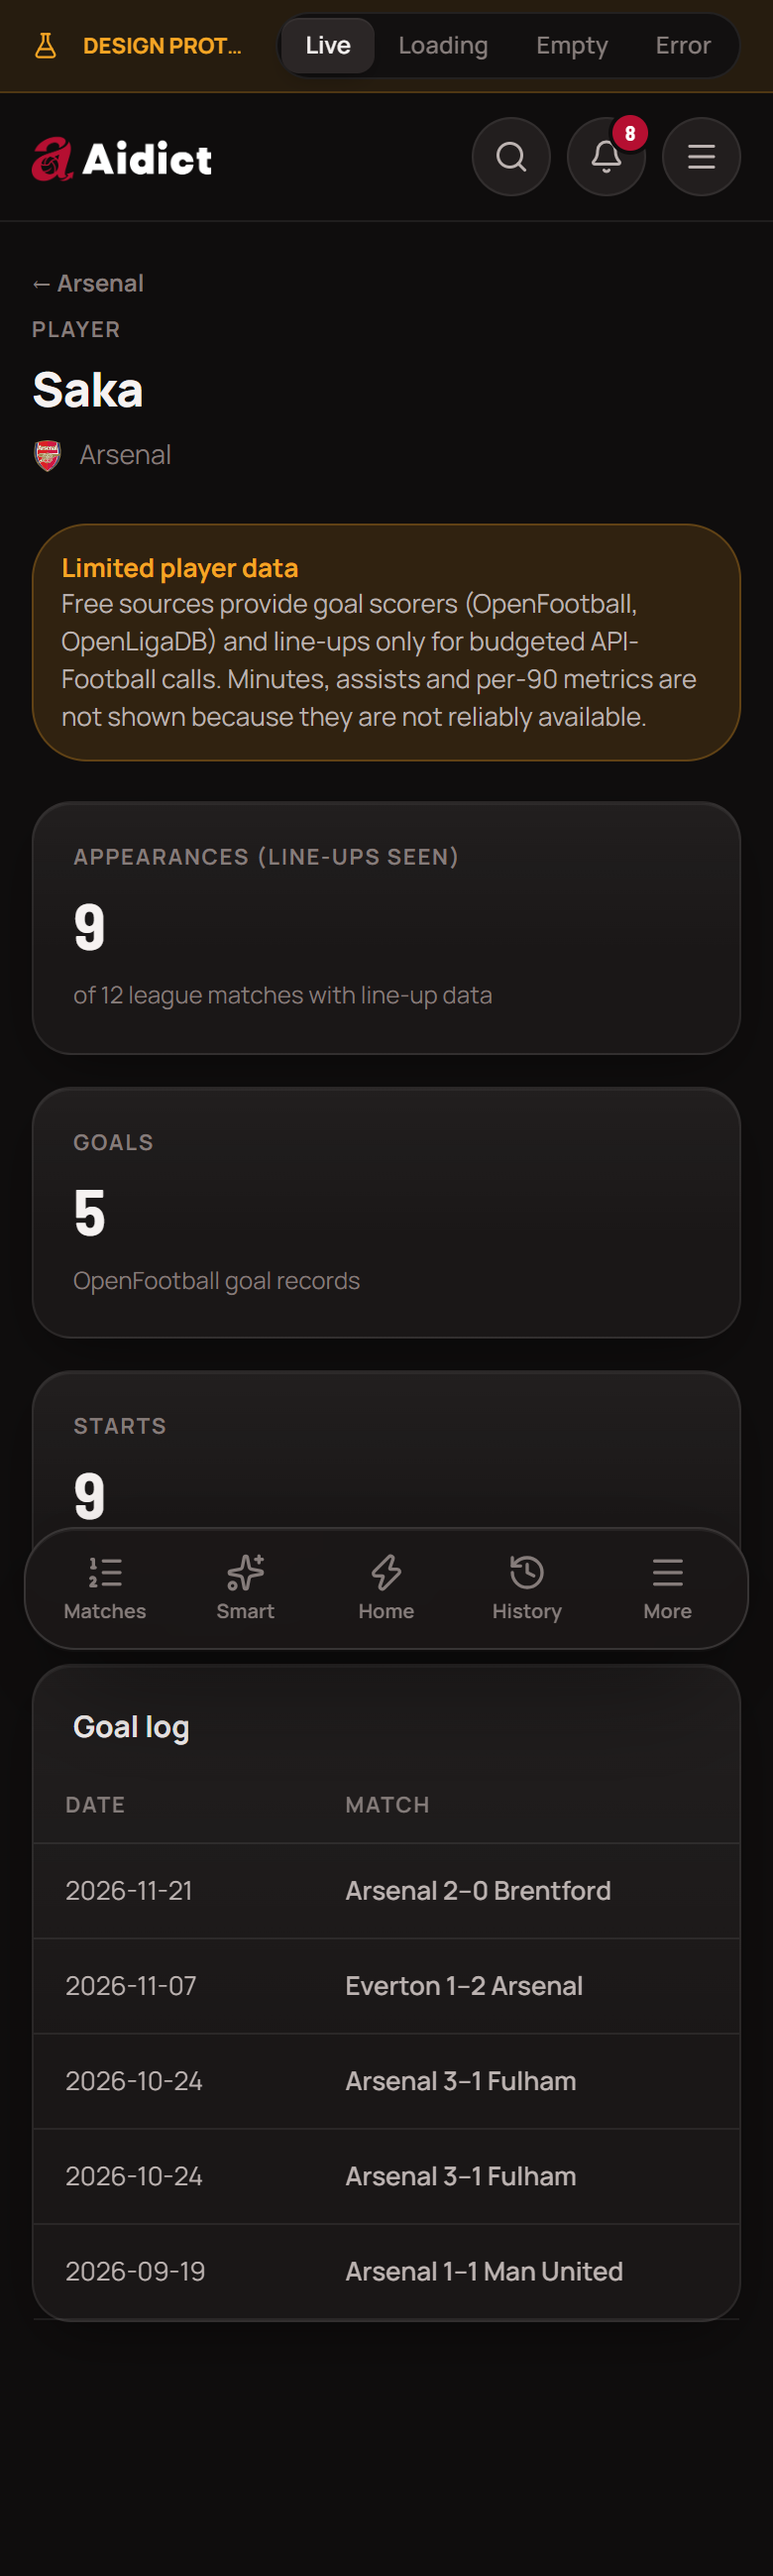 DESIGN PROT...
Live Loading Empty Error
Aidict
8
← Arsenal
PLAYER
Saka
Arsenal
Limited player data
Free sources provide goal scorers (OpenFootball,
OpenLigaDB) and line-ups only for budgeted API-
Football calls. Minutes, assists and per-90 metrics are
not shown because they are not reliably available.
APPEARANCES (LINE-UPS SEEN)
9
of 12 league matches with line-up data
GOALS
5
OpenFootball goal records
STARTS
9
Matches Smart Home History More
Goal log
DATE MATCH
2026-11-21 Arsenal 2–0 Brentford
2026-11-07 Everton 1–2 Arsenal
2026-10-24 Arsenal 3–1 Fulham
2026-10-24 Arsenal 3–1 Fulham
2026-09-19 Arsenal 1–1 Man United